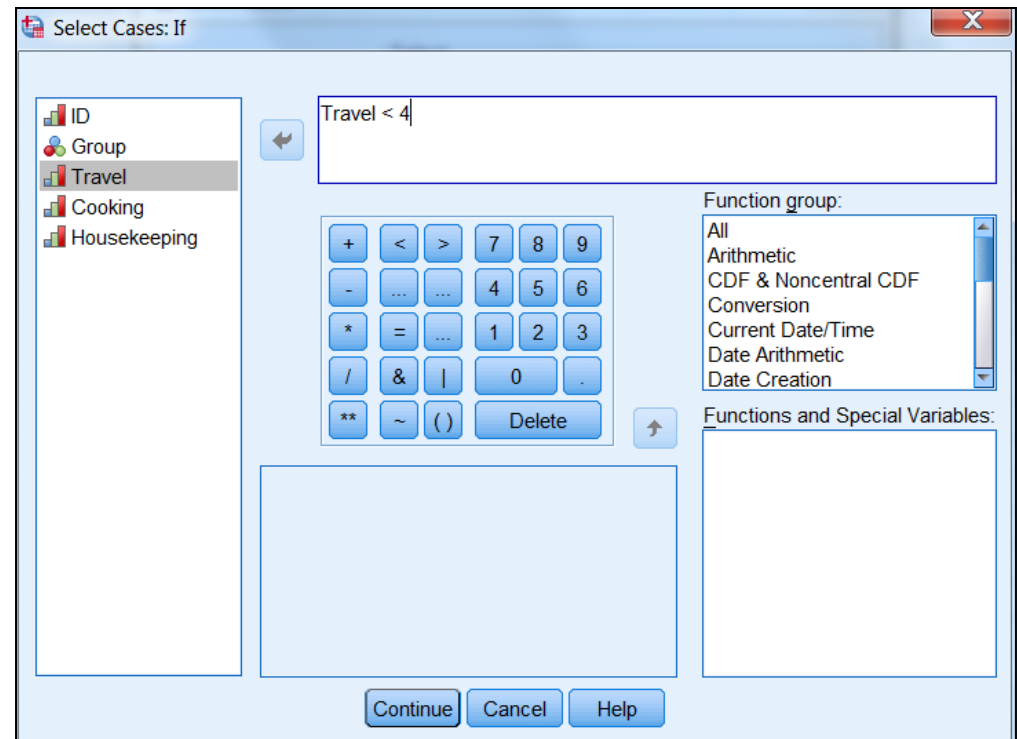 Select Cases: If
X
ID
Group
Travel
Cooking
Housekeeping
Travel < 4
+ < > 7 8 9
- ... ... 4 5 6
* = ... 1 2 3
/ & | 0 .
** ~ ( ) Delete
Function group:
All
Arithmetic
CDF & Noncentral CDF
Conversion
Current Date/Time
Date Arithmetic
Date Creation
Functions and Special Variables:
Continue Cancel Help